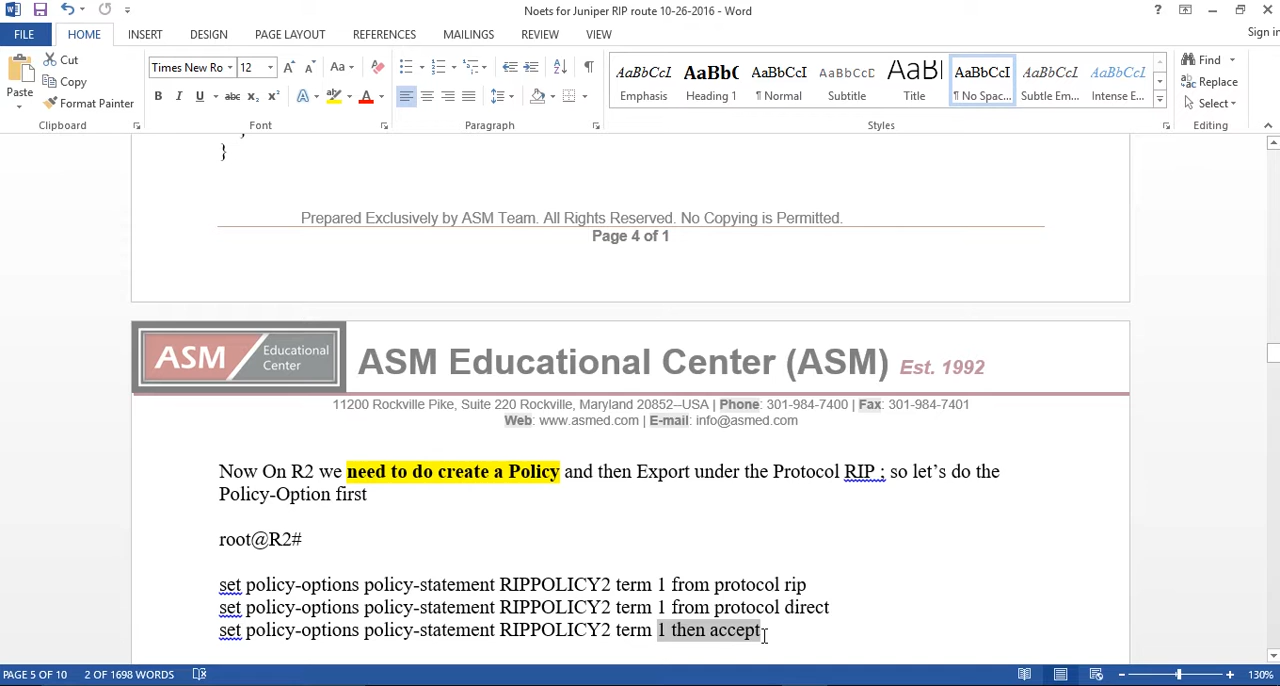 Noets for Juniper RIP route 10-26-2016 - Word
Sign in
FILE HOME INSERT DESIGN PAGE LAYOUT REFERENCES MAILINGS REVIEW VIEW
Paste
Cut
Copy
Format Painter
Clipboard
Times New Ro 12
Font
Paragraph
AaBbCcI AaBbC AaBbCcI AaBbCcD AaBI AaBbCcI AaBbCcI AaBbCcI
Emphasis Heading 1 ¶ Normal Subtitle Title ¶ No Spac... Subtle Em... Intense E...
Styles
Find
Replace
Select
Editing
}
Prepared Exclusively by ASM Team. All Rights Reserved. No Copying is Permitted.
Page 4 of 1
ASM Educational Center
ASM Educational Center (ASM) Est. 1992
11200 Rockville Pike, Suite 220 Rockville, Maryland 20852--USA | Phone: 301-984-7400 | Fax: 301-984-7401
Web: www.asmed.com | E-mail: info@asmed.com
Now On R2 we need to do create a Policy and then Export under the Protocol RIP ; so let’s do the
Policy-Option first
root@R2#
set policy-options policy-statement RIPPOLICY2 term 1 from protocol rip
set policy-options policy-statement RIPPOLICY2 term 1 from protocol direct
set policy-options policy-statement RIPPOLICY2 term 1 then accept
PAGE 5 OF 10 2 OF 1698 WORDS
130%